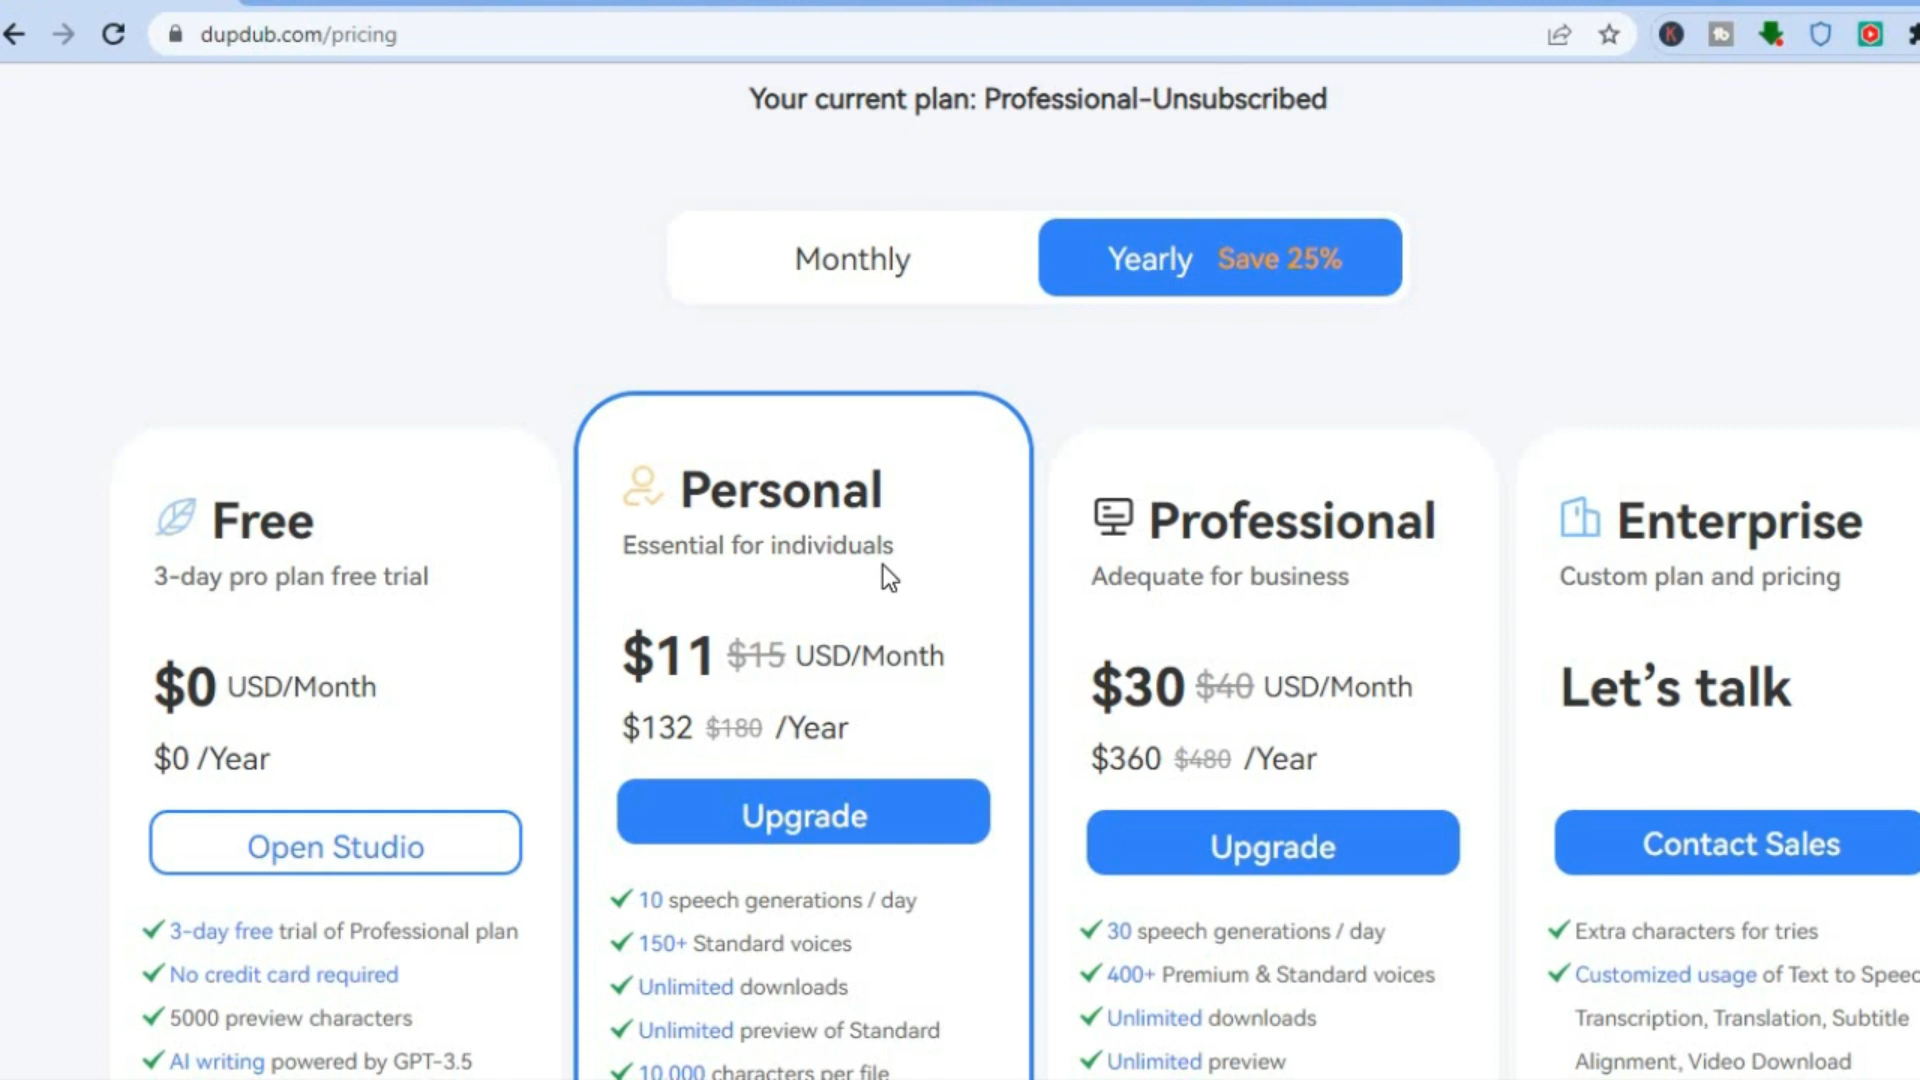 dupdub.com/pricing
Your current plan: Professional-Unsubscribed
Monthly
Yearly Save 25%
Free
3-day pro plan free trial
$0 USD/Month
$0 /Year
Open Studio
3-day free trial of Professional plan
No credit card required
5000 preview characters
AI writing powered by GPT-3.5
Personal
Essential for individuals
$11 $15 USD/Month
$132 $180 /Year
Upgrade
10 speech generations / day
150+ Standard voices
Unlimited downloads
Unlimited preview of Standard
10,000 characters per file
Professional
Adequate for business
$30 $40 USD/Month
$360 $480 /Year
Upgrade
30 speech generations / day
400+ Premium & Standard voices
Unlimited downloads
Unlimited preview
Enterprise
Custom plan and pricing
Let's talk
Contact Sales
Extra characters for tries
Customized usage of Text to Speec
Transcription, Translation, Subtitle
Alignment, Video Download